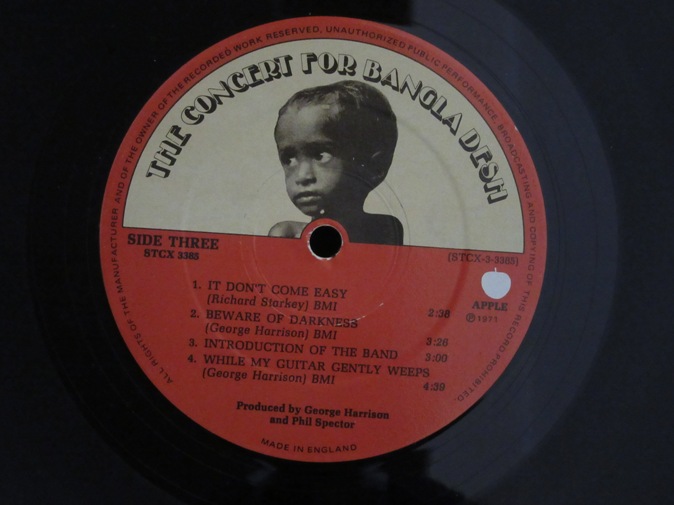 ALL RIGHTS OF THE MANUFACTURER AND OF THE OWNER OF THE RECORDED WORK RESERVED, UNAUTHORIZED PUBLIC PERFORMANCE, BROADCASTING AND COPYING OF THIS RECORD PROHIBITED.
THE CONCERT FOR BANGLA DESH
SIDE THREE
STCX 3385
(STCX-3-3385)
APPLE
℗1971
1. IT DON'T COME EASY
(Richard Starkey) BMI 2:38
2. BEWARE OF DARKNESS
(George Harrison) BMI 3:26
3. INTRODUCTION OF THE BAND 3:00
4. WHILE MY GUITAR GENTLY WEEPS
(George Harrison) BMI 4:39
Produced by George Harrison
and Phil Spector
MADE IN ENGLAND